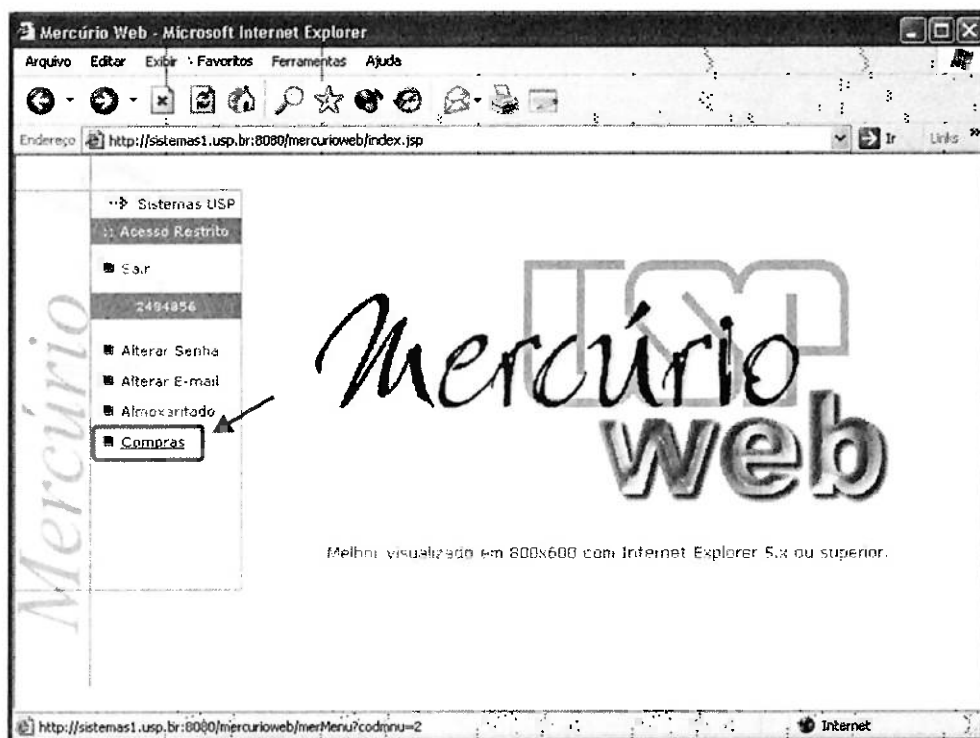 Mercúrio Web - Microsoft Internet Explorer
Arquivo Editar Exibir Favoritos Ferramentas Ajuda
Endereço http://sistemas1.usp.br:8080/mercurioweb/index.jsp Ir Links »
Sistemas USP
:: Acesso Restrito
Sair
2484856
Alterar Senha
Alterar E-mail
Almoxarifado
Compras
Mercúrio
USP
Mercúrio
web
Melhor visualizado em 800x600 com Internet Explorer 5.x ou superior.
http://sistemas1.usp.br:8080/mercurioweb/merMenu?codmnu=2 Internet